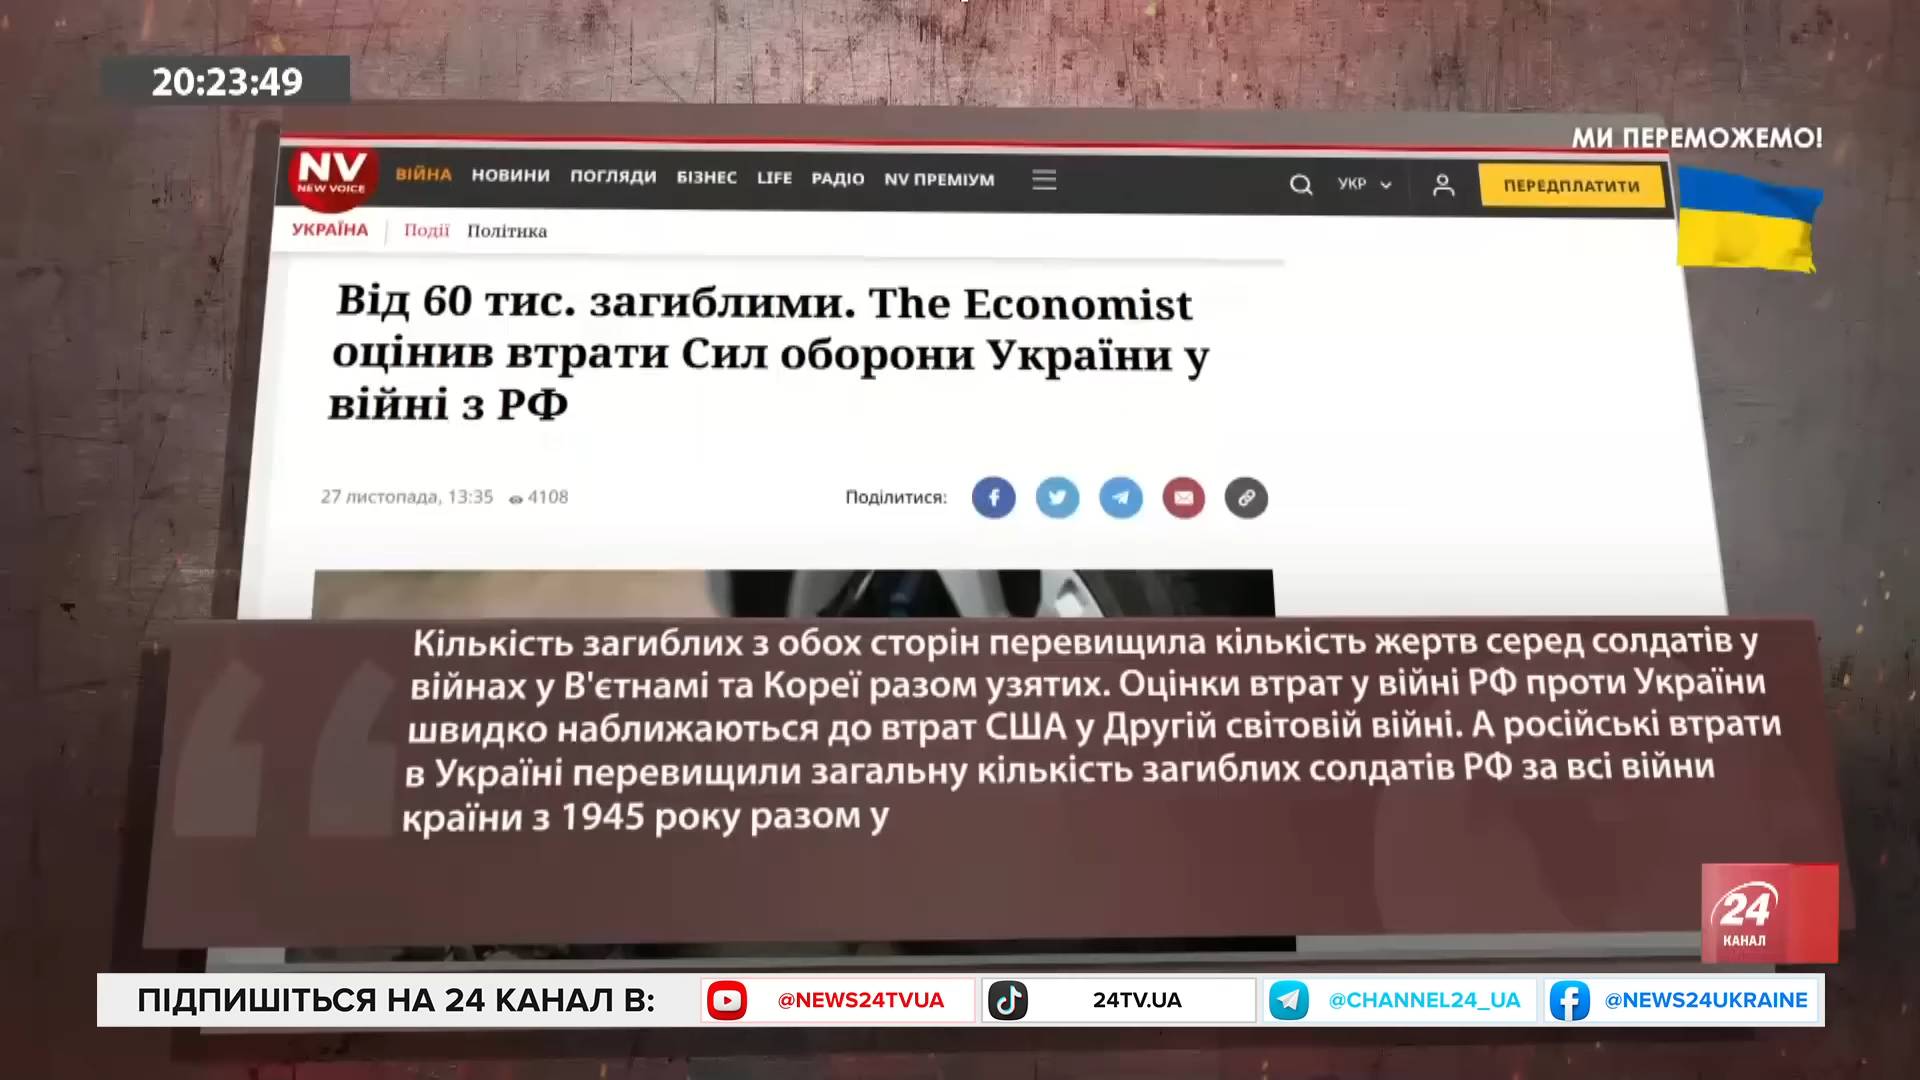 20:23:49
МИ ПЕРЕМОЖЕМО!
NV
NEW VOICE
ВІЙНА НОВИНИ ПОГЛЯДИ БІЗНЕС LIFE РАДІО NV ПРЕМІУМ
УКР
ПЕРЕДПЛАТИТИ
УКРАЇНА Події Політика
Від 60 тис. загиблими. The Economist
оцінив втрати Сил оборони України у
війні з РФ
27 листопада, 13:35 4108
Поділитися:
Кількість загиблих з обох сторін перевищила кількість жертв серед солдатів у
війнах у В'єтнамі та Кореї разом узятих. Оцінки втрат у війні РФ проти України
швидко наближаються до втрат США у Другій світовій війні. А російські втрати
в Україні перевищили загальну кількість загиблих солдатів РФ за всі війни
країни з 1945 року разом у
24
КАНАЛ
ПІДПИШІТЬСЯ НА 24 КАНАЛ В:
@NEWS24TVUA
24TV.UA
@CHANNEL24_UA
@NEWS24UKRAINE